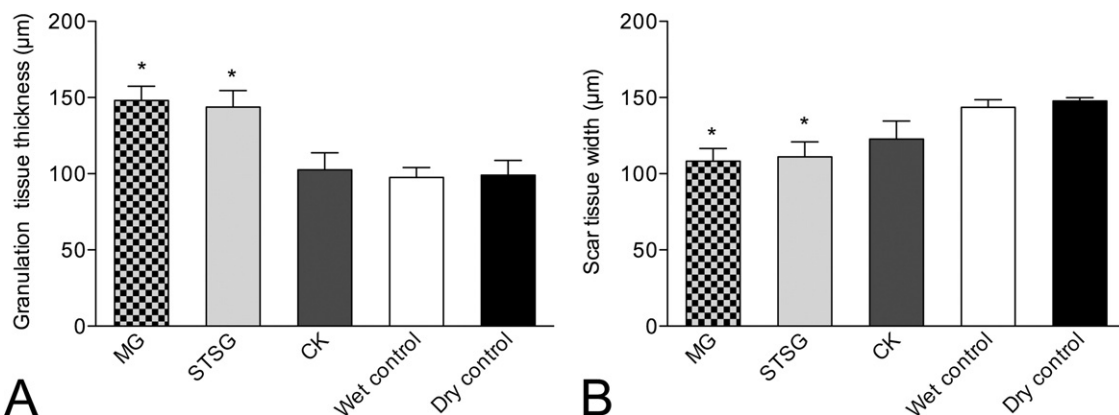 Granulation tissue thickness (µm)
200
150
100
50
0
*
*
MG
STSG
CK
Wet control
Dry control
A
Scar tissue width (µm)
200
150
100
50
0
*
*
MG
STSG
CK
Wet control
Dry control
B